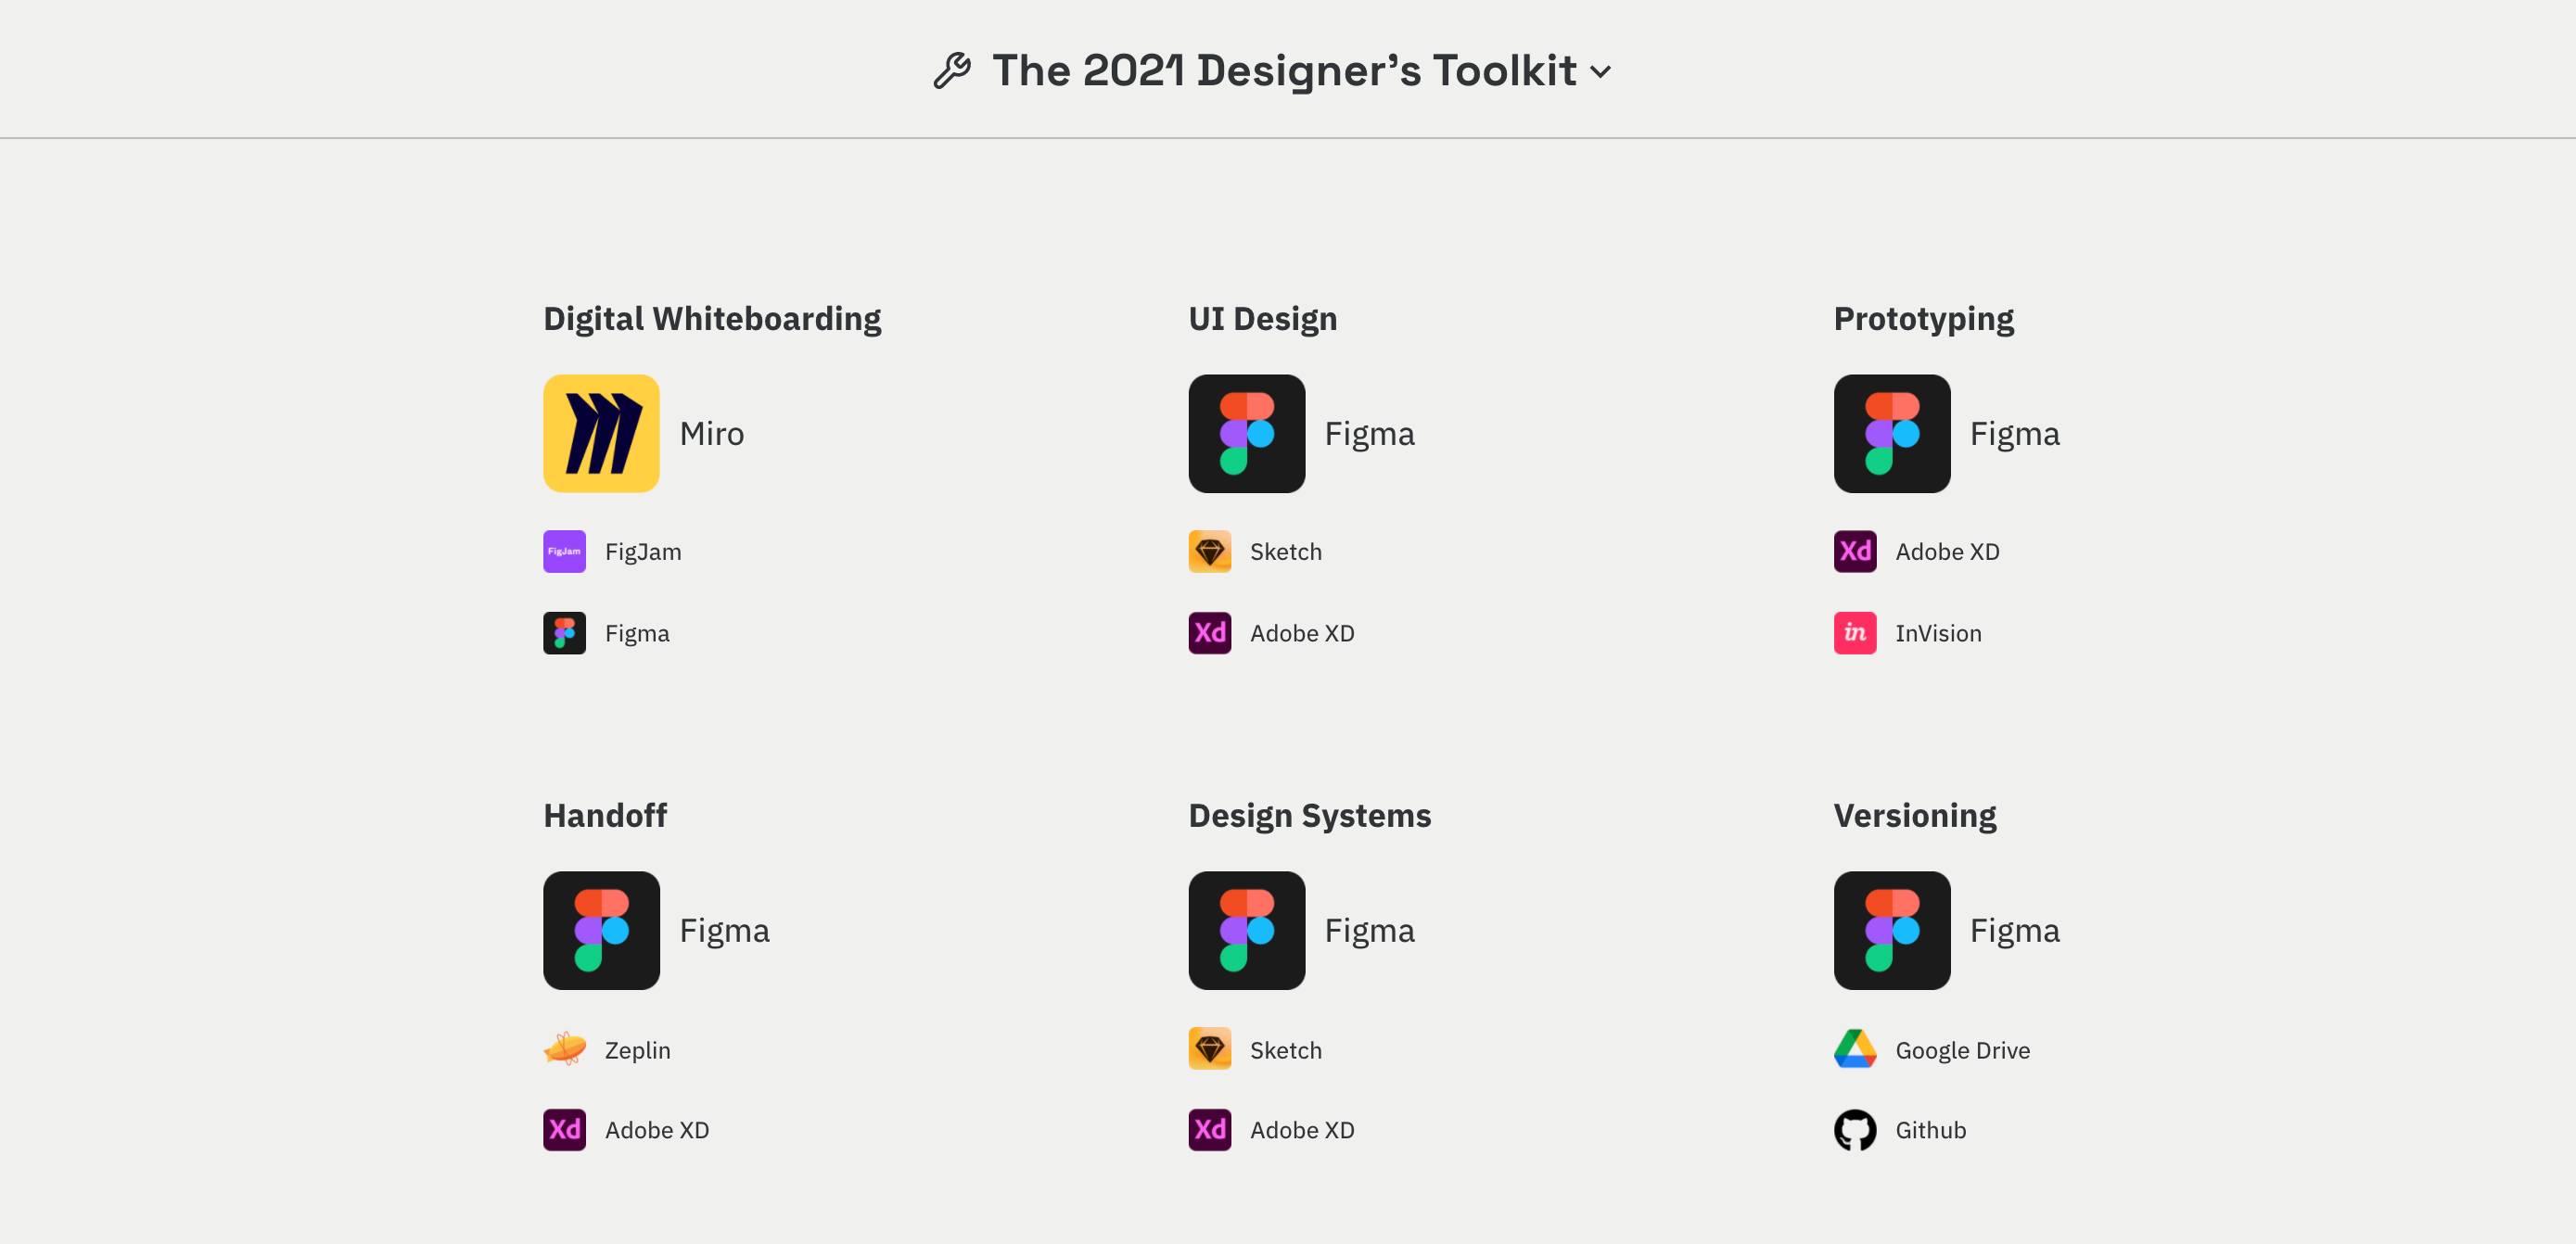 The 2021 Designer’s Toolkit
Digital Whiteboarding
Miro
FigJam
FigJam
Figma
UI Design
Figma
Sketch
Xd
Adobe XD
Prototyping
Figma
Xd
Adobe XD
in
InVision
Handoff
Figma
Zeplin
Xd
Adobe XD
Design Systems
Figma
Sketch
Xd
Adobe XD
Versioning
Figma
Google Drive
Github